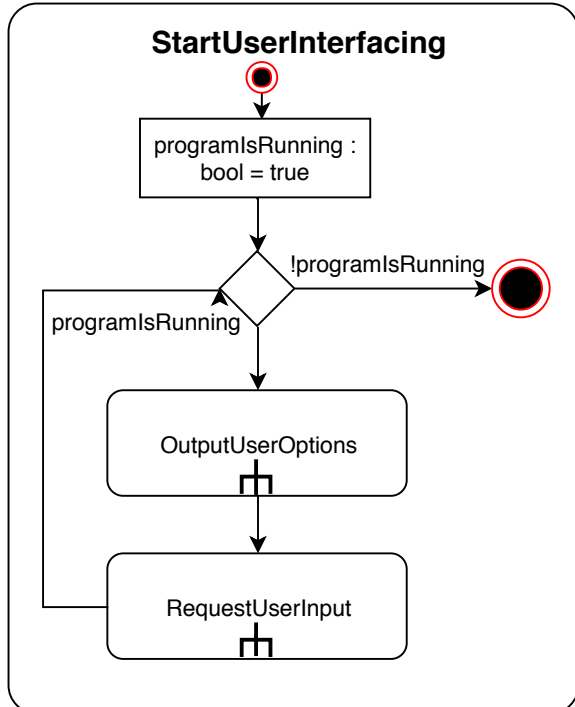 StartUserInterfacing
programIsRunning :
bool = true
!programIsRunning
programIsRunning
OutputUserOptions
RequestUserInput